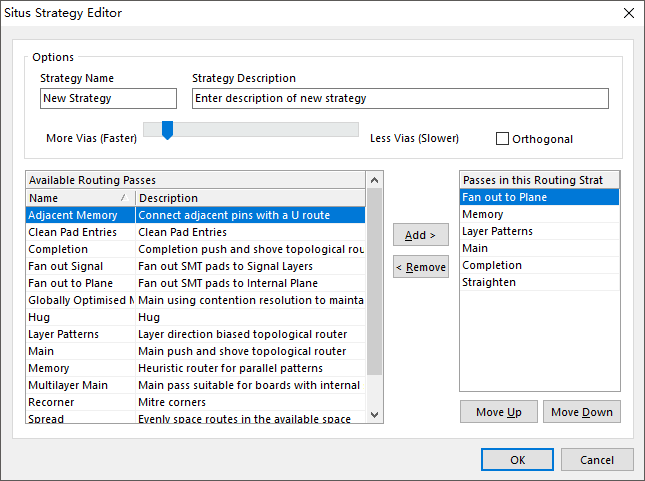 Situs Strategy Editor
Options
Strategy Name Strategy Description
New Strategy Enter description of new strategy
More Vias (Faster) Less Vias (Slower) Orthogonal
Available Routing Passes Passes in this Routing Strat
Name Description Fan out to Plane
Adjacent Memory Connect adjacent pins with a U route Memory
Clean Pad Entries Clean Pad Entries Add > Layer Patterns
Completion Completion push and shove topological rou Main
Fan out Signal Fan out SMT pads to Signal Layers < Remove Completion
Fan out to Plane Fan out SMT pads to Internal Plane Straighten
Globally Optimised M Main using contention resolution to mainta
Hug Hug
Layer Patterns Layer direction biased topological router
Main Main push and shove topological router
Memory Heuristic router for parallel patterns
Multilayer Main Main pass suitable for boards with internal
Recorner Mitre corners
Spread Evenly space routes in the available space
Move Up Move Down
OK Cancel